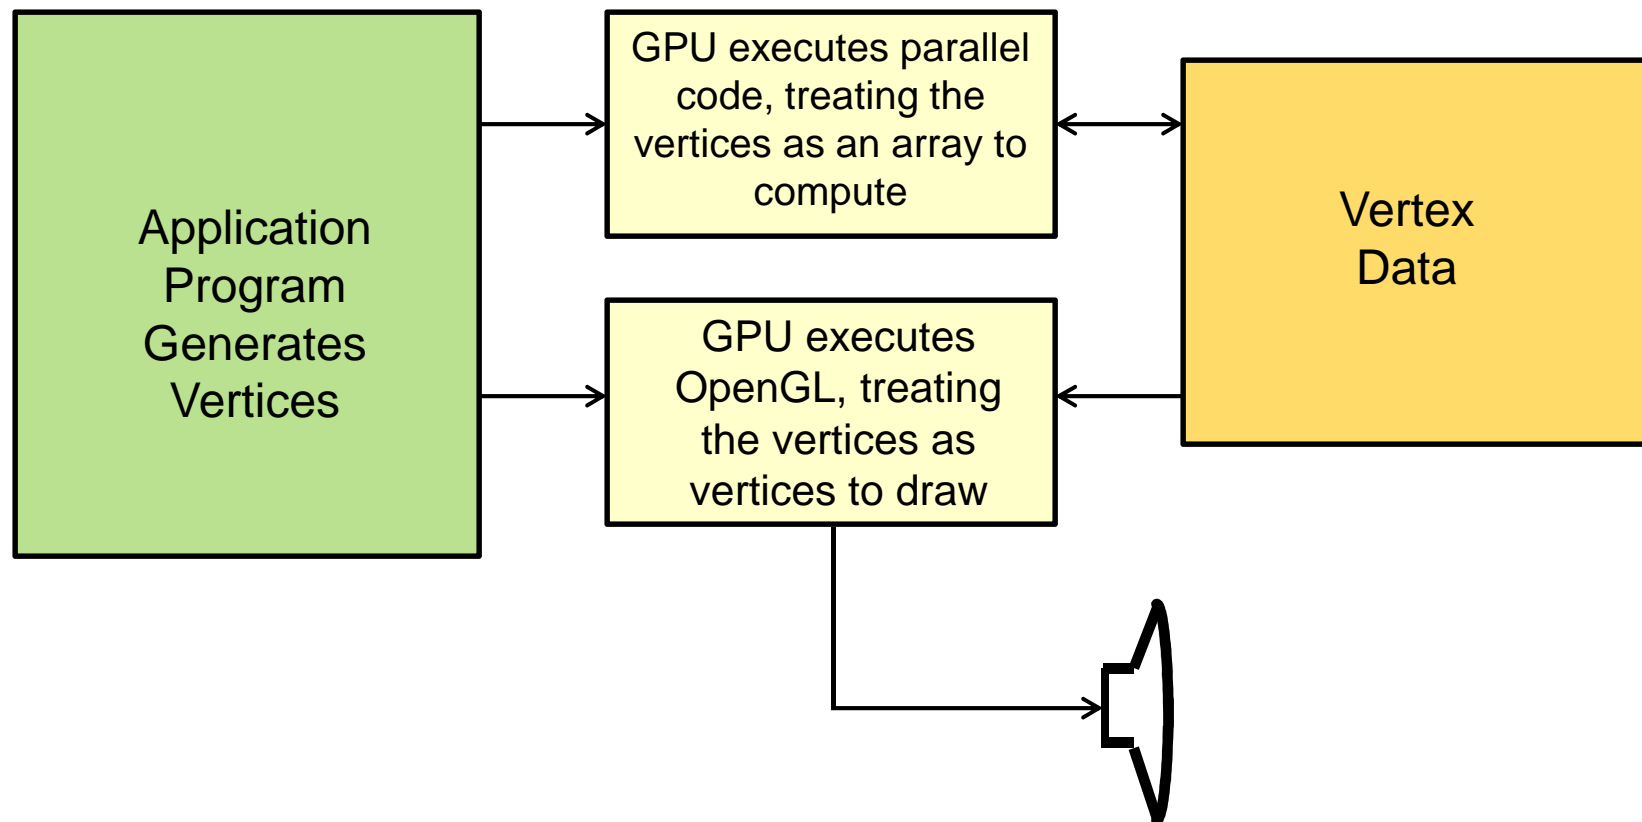 Application
Program
Generates
Vertices
GPU executes parallel
code, treating the
vertices as an array to
compute
GPU executes
OpenGL, treating
the vertices as
vertices to draw
Vertex
Data